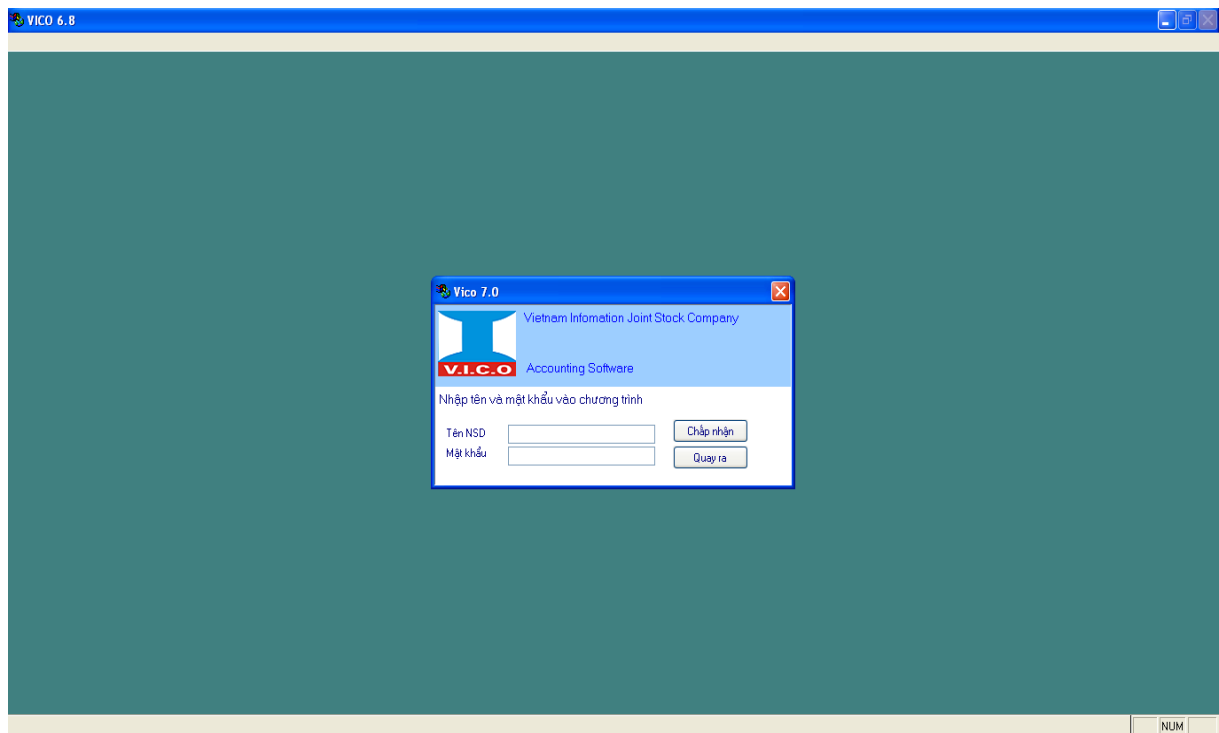 VICO 6.8
Vico 7.0
Vietnam Infomation Joint Stock Company
V.I.C.O
Accounting Software
Nhập tên và mật khẩu vào chương trình
Tên NSD
Chấp nhận
Mật khẩu
Quay ra
NUM